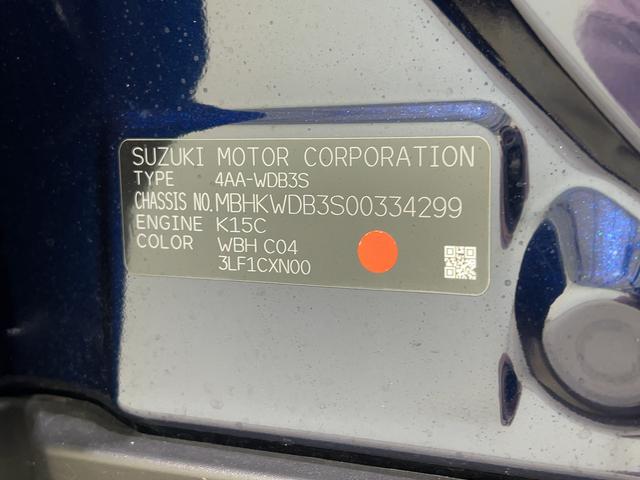 SUZUKI MOTOR CORPORATION
TYPE 4AA-WDB3S
CHASSIS NO. MBHKWDB3S00334299
ENGINE K15C
COLOR WBH C04
3LF1CXN00